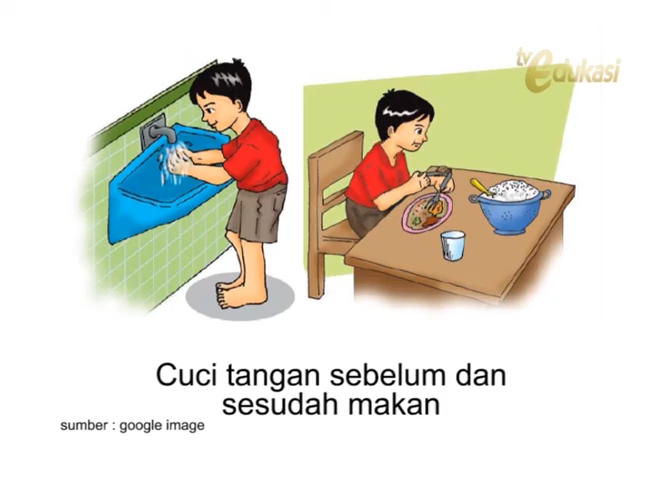 tv edukasi
Cuci tangan sebelum dan
sesudah makan
sumber : google image